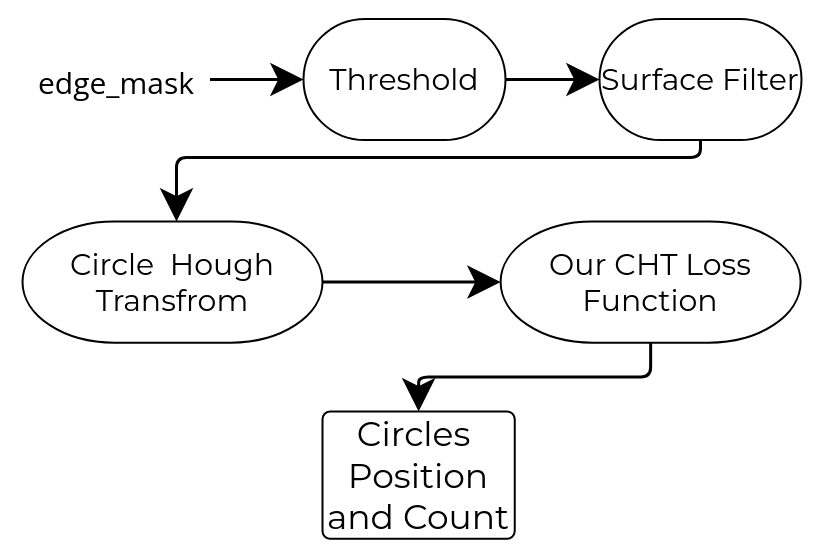 edge_mask
Threshold
Surface Filter
Circle Hough
Transfrom
Our CHT Loss
Function
Circles
Position
and Count